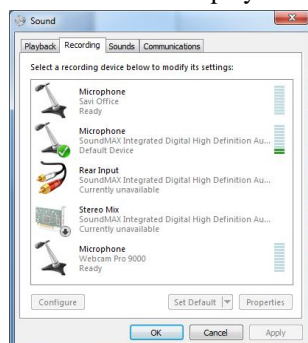 Sound
Playback Recording Sounds Communications
Select a recording device below to modify its settings:
Microphone
Savi Office
Ready
Microphone
SoundMAX Integrated Digital High Definition Au...
Default Device
Rear Input
SoundMAX Integrated Digital High Definition Au...
Currently unavailable
Stereo Mix
SoundMAX Integrated Digital High Definition Au...
Currently unavailable
Microphone
Webcam Pro 9000
Ready
Configure Set Default Properties
OK Cancel Apply